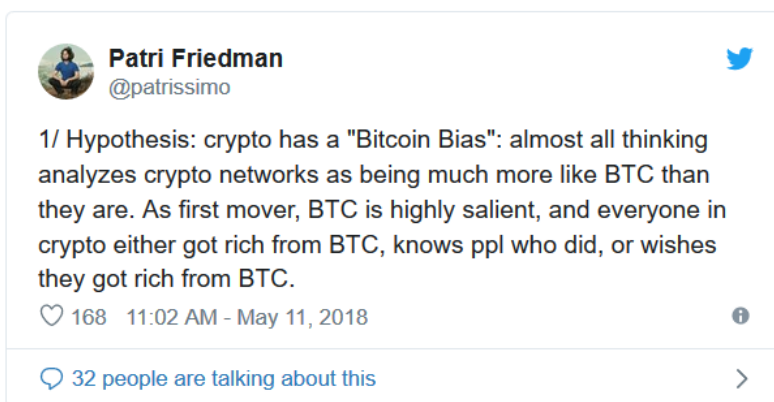 Patri Friedman
@patrissimo
1/ Hypothesis: crypto has a "Bitcoin Bias": almost all thinking
analyzes crypto networks as being much more like BTC than
they are. As first mover, BTC is highly salient, and everyone in
crypto either got rich from BTC, knows ppl who did, or wishes
they got rich from BTC.
168 11:02 AM - May 11, 2018
32 people are talking about this